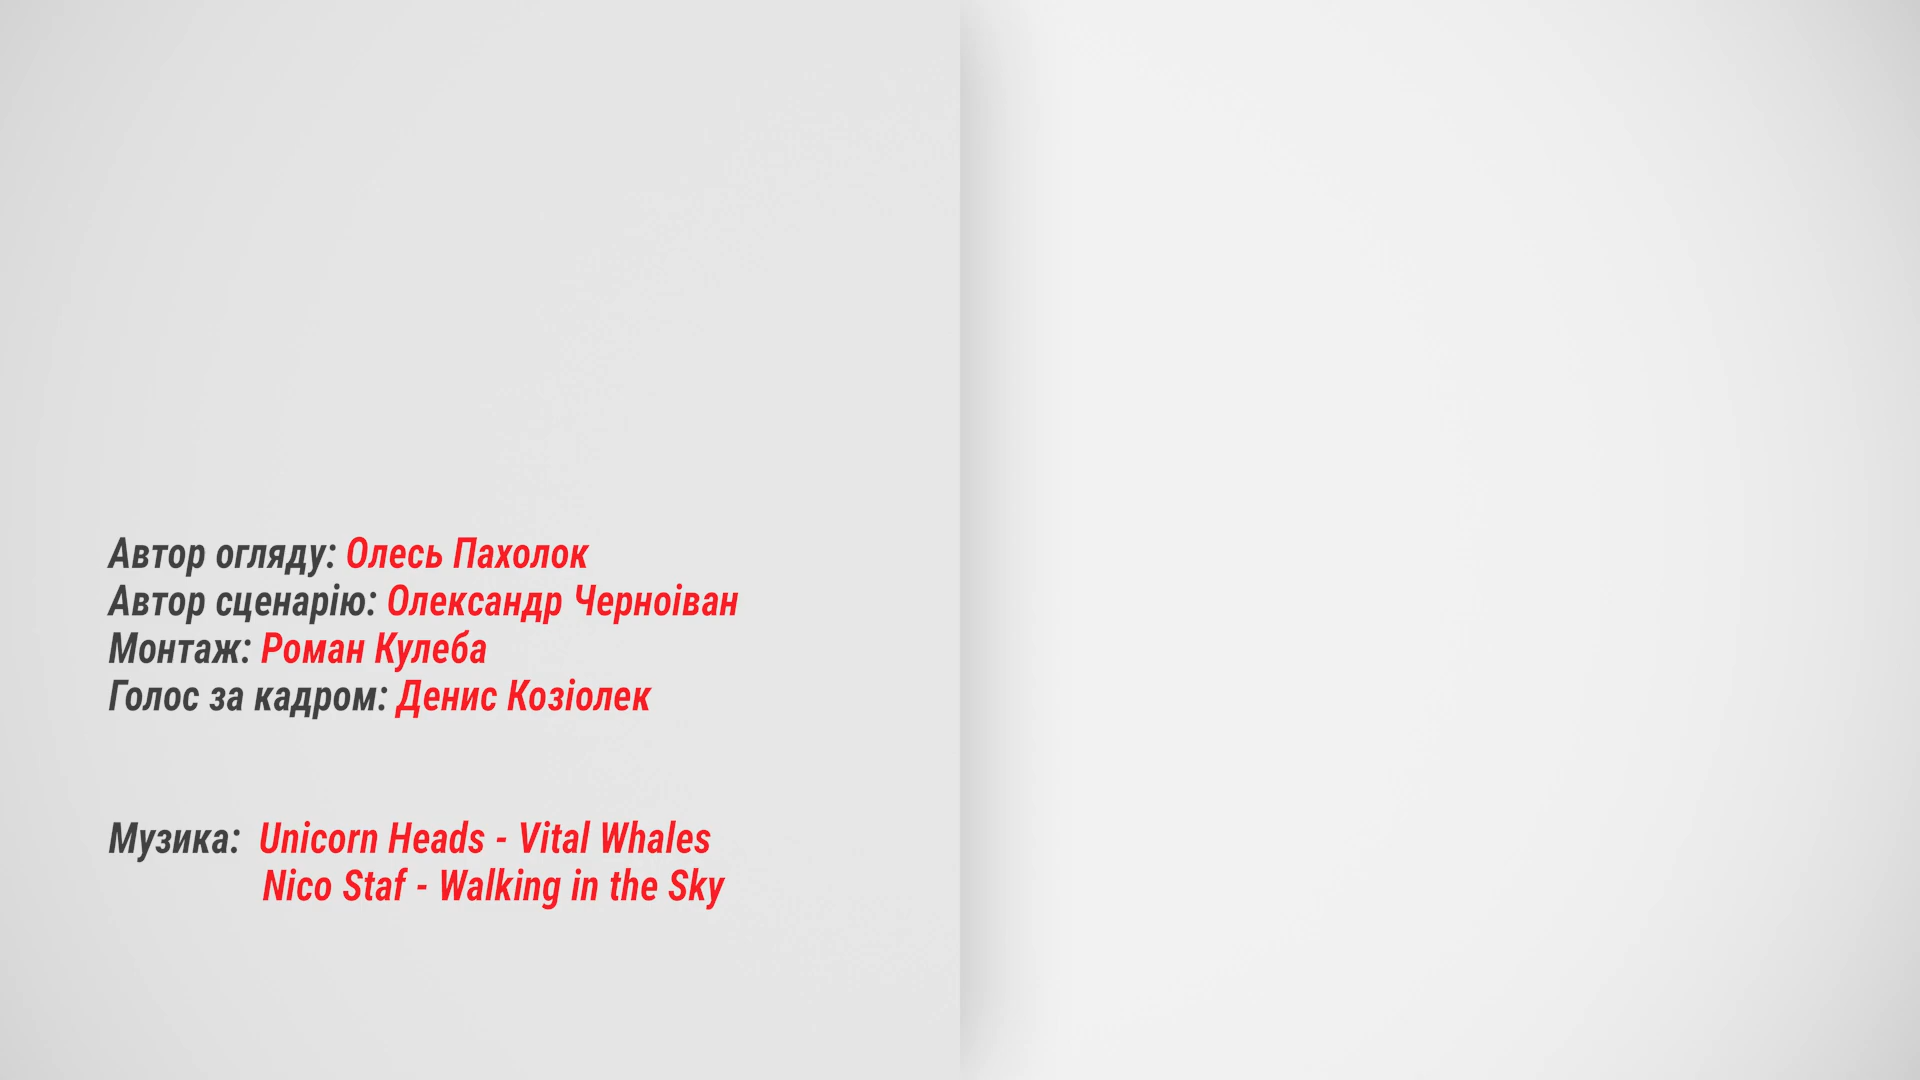 Автор огляду: Олесь Пахолок
Автор сценарію: Олександр Черноіван
Монтаж: Роман Кулеба
Голос за кадром: Денис Козіолек
Музика: Unicorn Heads - Vital Whales
Nico Staf - Walking in the Sky